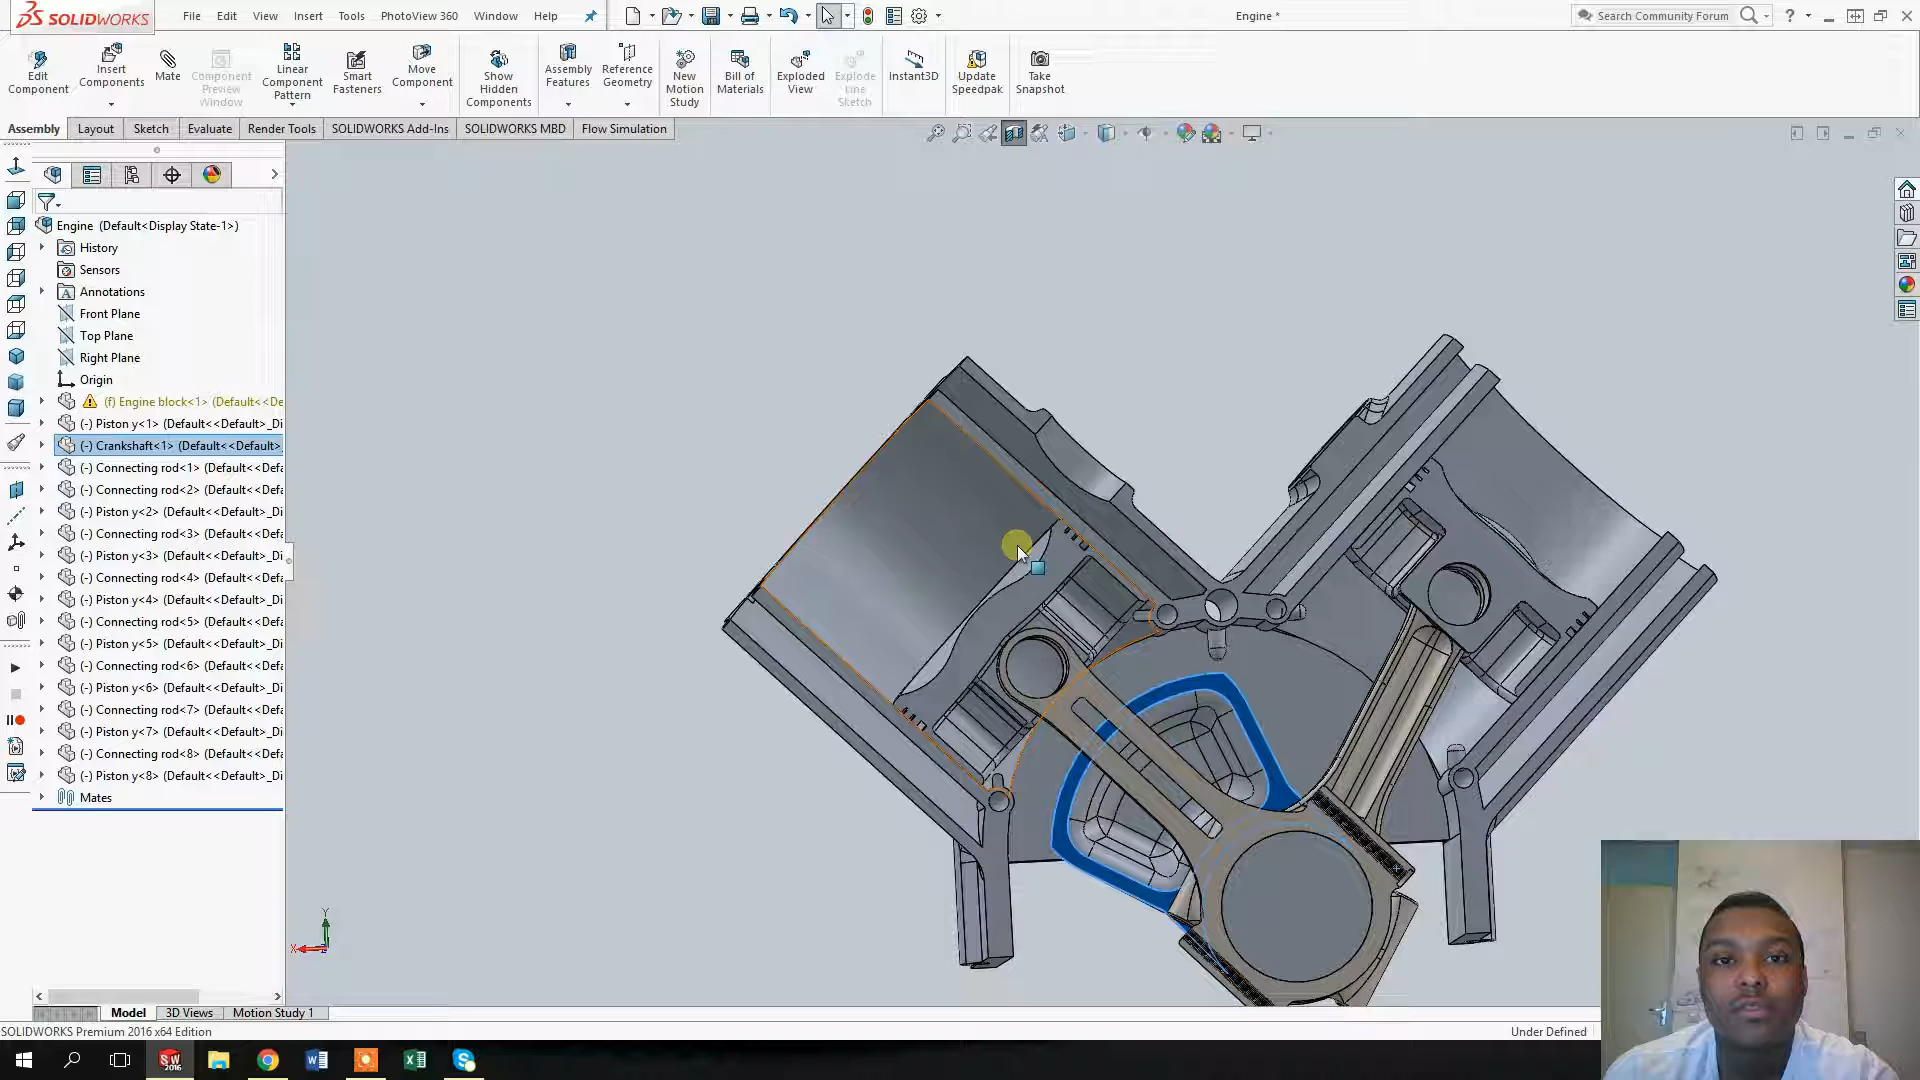 SOLIDWORKS
File Edit View Insert Tools PhotoView 360 Window Help
Engine *
Search Community Forum
Edit Component
Insert Components
Mate
Component Preview Window
Linear Component Pattern
Smart Fasteners
Move Component
Show Hidden Components
Assembly Features
Reference Geometry
New Motion Study
Bill of Materials
Exploded View
Explode Line Sketch
Instant3D
Update Speedpak
Take Snapshot
Assembly Layout Sketch Evaluate Render Tools SOLIDWORKS Add-Ins SOLIDWORKS MBD Flow Simulation
Engine (Default<Display State-1>)
History
Sensors
Annotations
Front Plane
Top Plane
Right Plane
Origin
(f) Engine block<1> (Default<<De
(-) Piston y<1> (Default<<Default>_Di
(-) Crankshaft<1> (Default<<Default>
(-) Connecting rod<1> (Default<<Defa
(-) Connecting rod<2> (Default<<Defa
(-) Piston y<2> (Default<<Default>_Di
(-) Connecting rod<3> (Default<<Defa
(-) Piston y<3> (Default<<Default>_Di
(-) Connecting rod<4> (Default<<Defa
(-) Piston y<4> (Default<<Default>_Di
(-) Connecting rod<5> (Default<<Defa
(-) Piston y<5> (Default<<Default>_Di
(-) Connecting rod<6> (Default<<Defa
(-) Piston y<6> (Default<<Default>_Di
(-) Connecting rod<7> (Default<<Defa
(-) Piston y<7> (Default<<Default>_Di
(-) Connecting rod<8> (Default<<Defa
(-) Piston y<8> (Default<<Default>_Di
Mates
Y
X
Model 3D Views Motion Study 1
SOLIDWORKS Premium 2016 x64 Edition
Under Defined
SW 2016